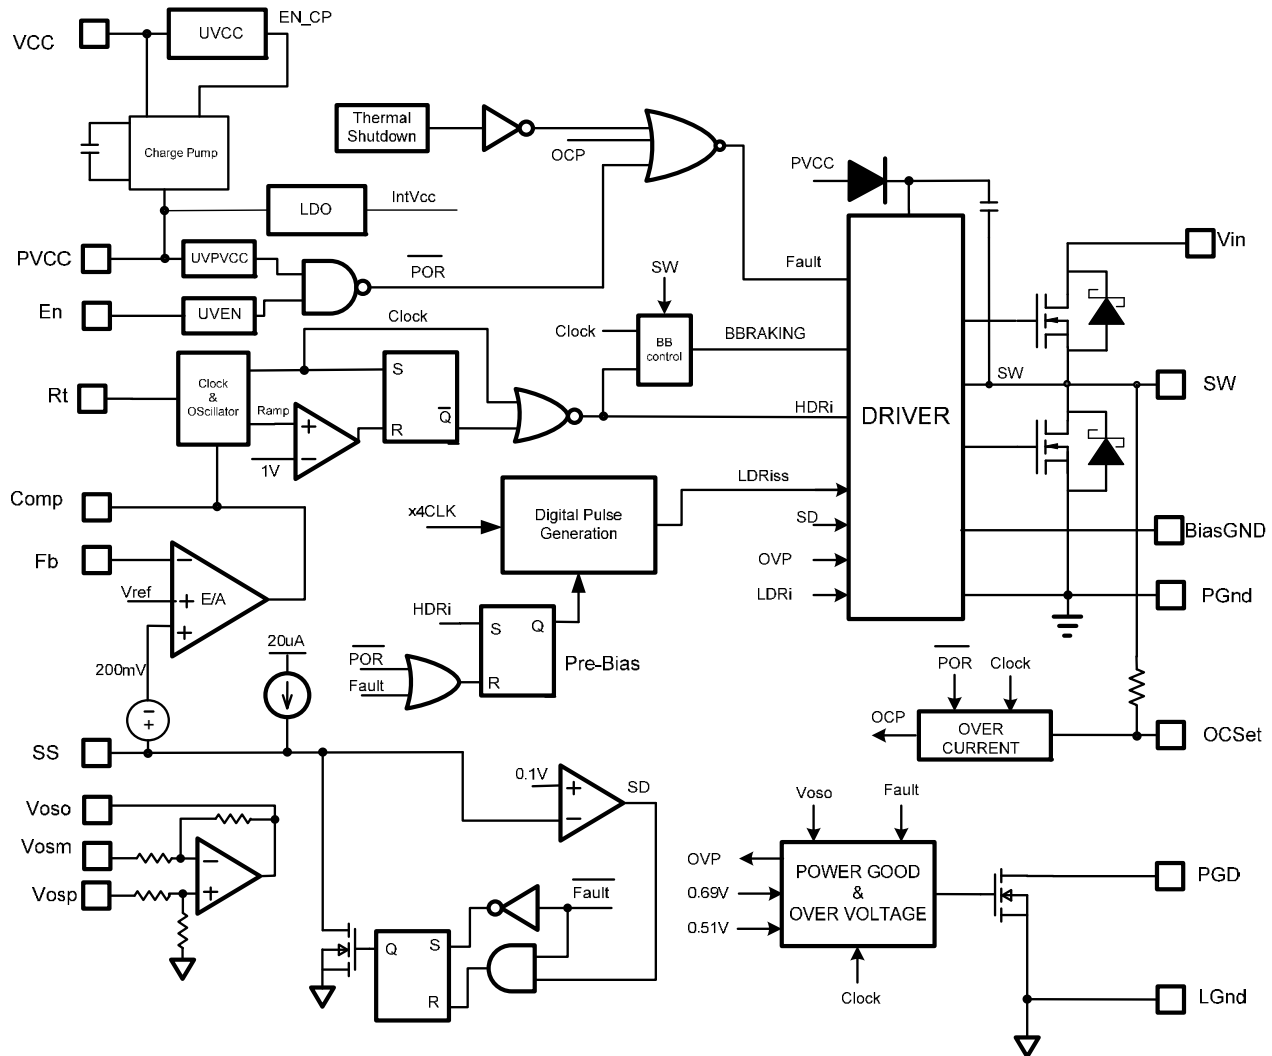 EN_CP
VCC
UVCC
Thermal
Shutdown
Charge Pump
OCP
PVCC
LDO
IntVcc
Vin
PVCC
UVPVCC
POR
Fault
SW
En
UVEN
Clock
Clock
BB
control
BBRAKING
SW
SW
Rt
Clock
&
OScillator
S
Ramp
+
Q
R
HDRi
DRIVER
−
1V
LDRiss
Comp
x4CLK
Digital Pulse
Generation
SD
BiasGND
Fb
−
OVP
Vref
+
E/A
LDRi
PGnd
HDRi
+
S
Q
20uA
POR
Pre-Bias
POR
Clock
200mV
Fault
R
−
+
OCP
OVER
CURRENT
OCSet
SS
0.1V
+
SD
Voso
−
Voso
Fault
Vosm
−
OVP
POWER GOOD
&
OVER VOLTAGE
PGD
Vosp
+
Fault
0.69V
0.51V
Q
S
R
Clock
LGnd